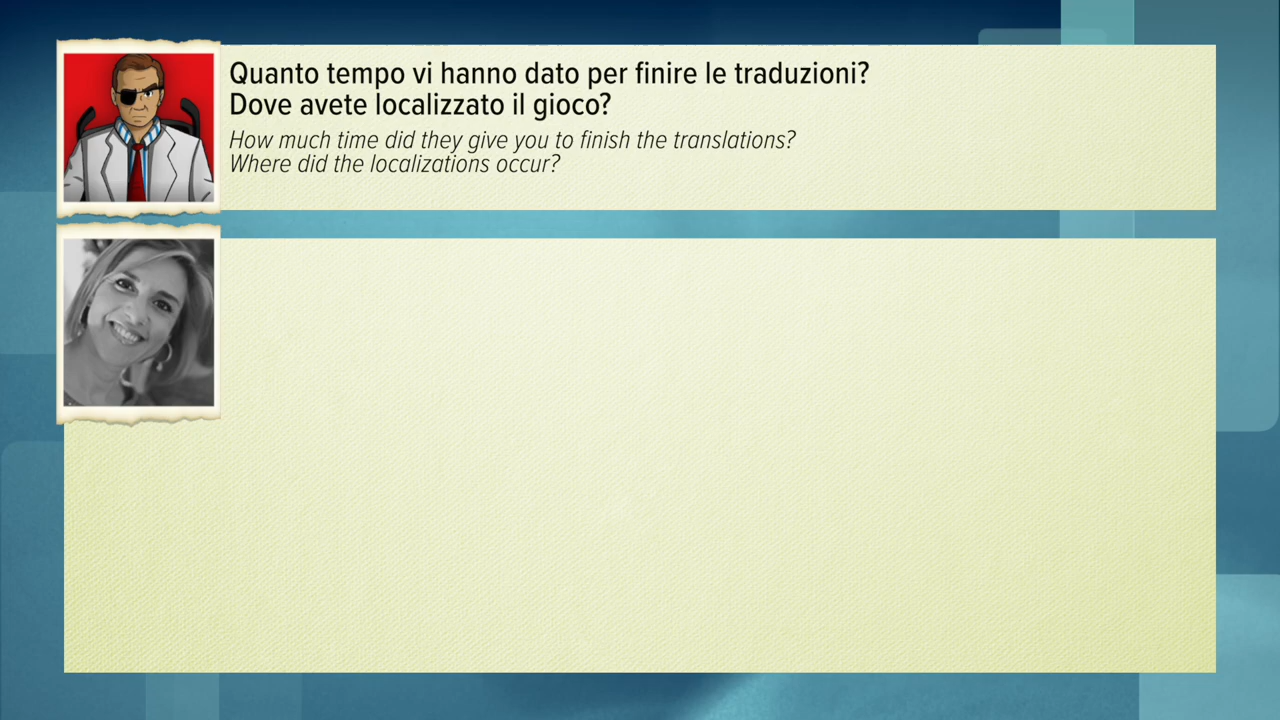 Quanto tempo vi hanno dato per finire le traduzioni?
Dove avete localizzato il gioco?
How much time did they give you to finish the translations?
Where did the localizations occur?